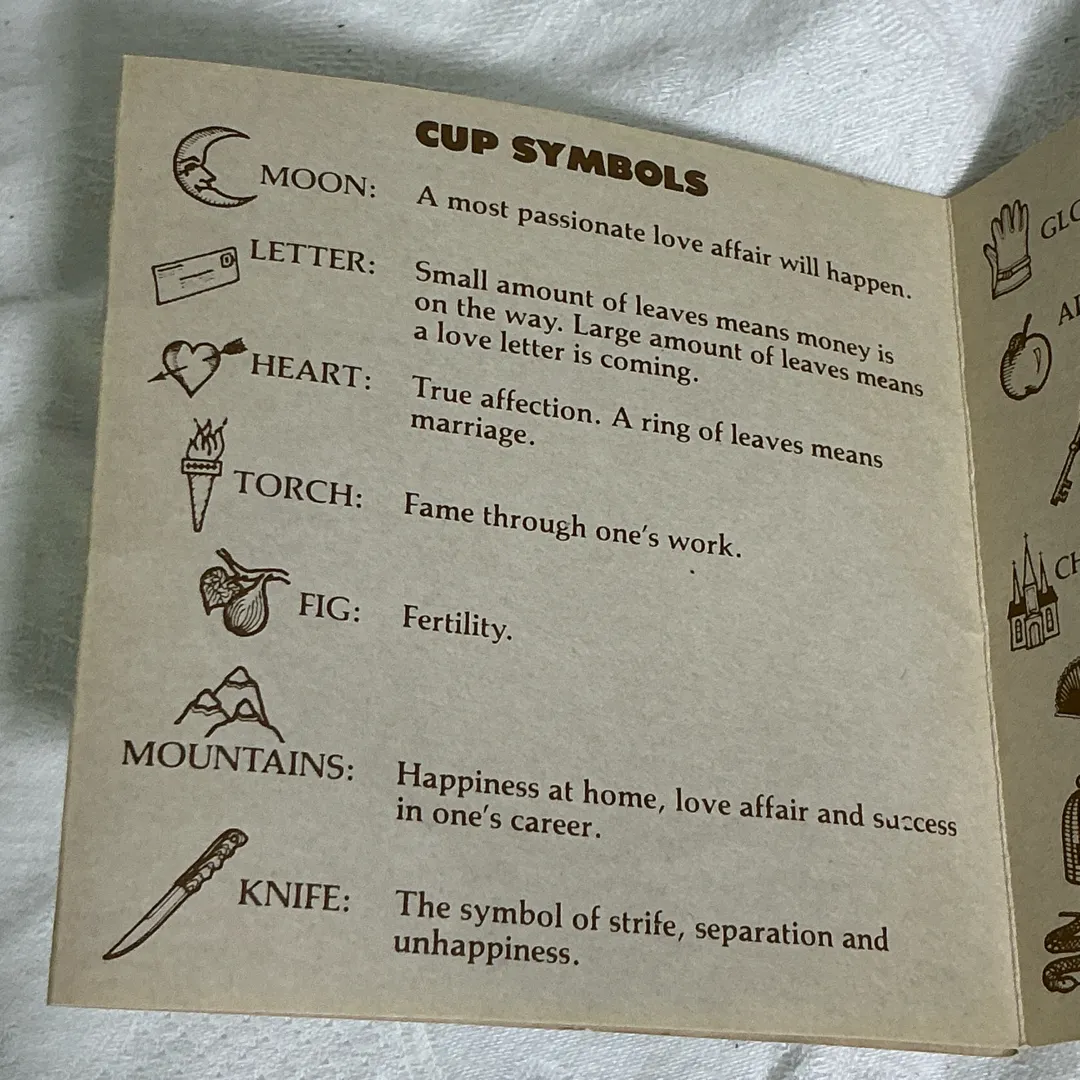 CUP SYMBOLS
MOON: A most passionate love affair will happen.
LETTER: Small amount of leaves means money is
on the way. Large amount of leaves means
a love letter is coming.
HEART: True affection. A ring of leaves means
marriage.
TORCH: Fame through one's work.
FIG: Fertility.
MOUNTAINS: Happiness at home, love affair and success
in one's career.
KNIFE: The symbol of strife, separation and
unhappiness.